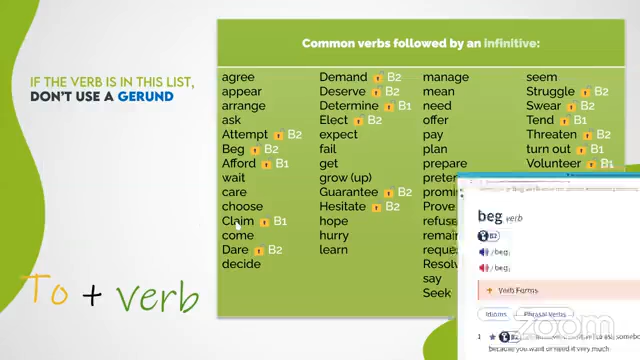 Common verbs followed by an infinitive:
IF THE VERB IS IN THIS LIST,
DON'T USE A GERUND
agree
appear
arrange
ask
Attempt B2
Beg B2
Afford B1
wait
care
choose
Claim B1
come
Dare B2
decide
Demand B2
Deserve B2
Determine B1
Elect B2
expect
fail
get
grow (up)
Guarantee B2
Hesitate B2
hope
hurry
learn
manage
mean
need
offer
pay
plan
prepare
Prove
say
Seek
seem
Struggle B2
Swear B2
Tend B1
Threaten B2
turn out B1
Volunteer B1
To + verb
beg verb
B2
/beg
/beg
Verb Forms
Idioms Phrasal Verbs
1 B2
because you want or need it very much
zoom